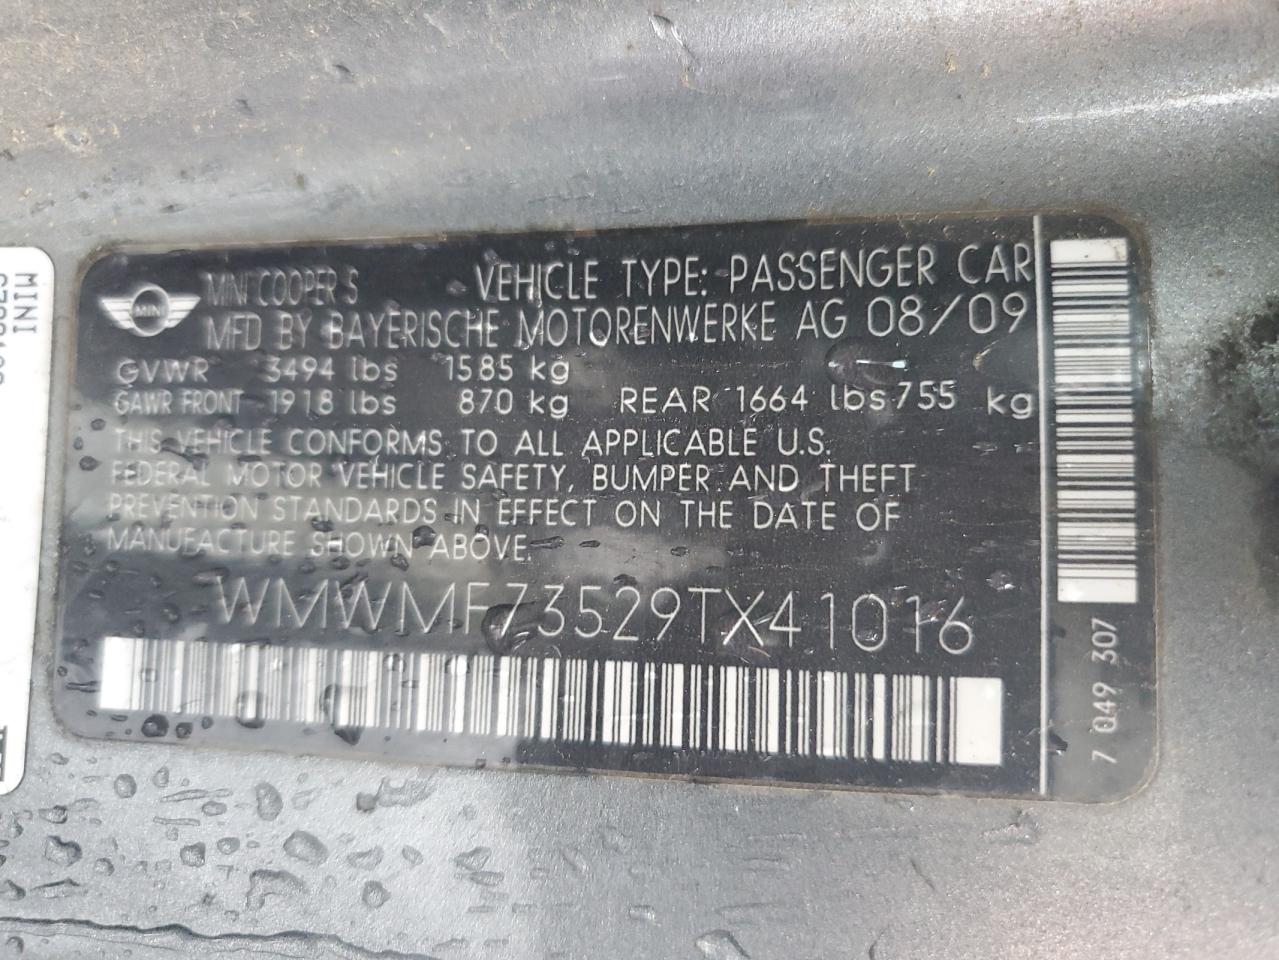 MINI
MINI COOPER S VEHICLE TYPE: PASSENGER CAR
MFD BY BAYERISCHE MOTORENWERKE AG 08/09
GVWR 3494 lbs 1585 kg
GAWR FRONT 1918 lbs 870 kg REAR 1664 lbs 755 kg
THIS VEHICLE CONFORMS TO ALL APPLICABLE U.S.
FEDERAL MOTOR VEHICLE SAFETY, BUMPER AND THEFT
PREVENTION STANDARDS IN EFFECT ON THE DATE OF
MANUFACTURE SHOWN ABOVE.
WMWMF73529TX41016
7 049 307
MINI